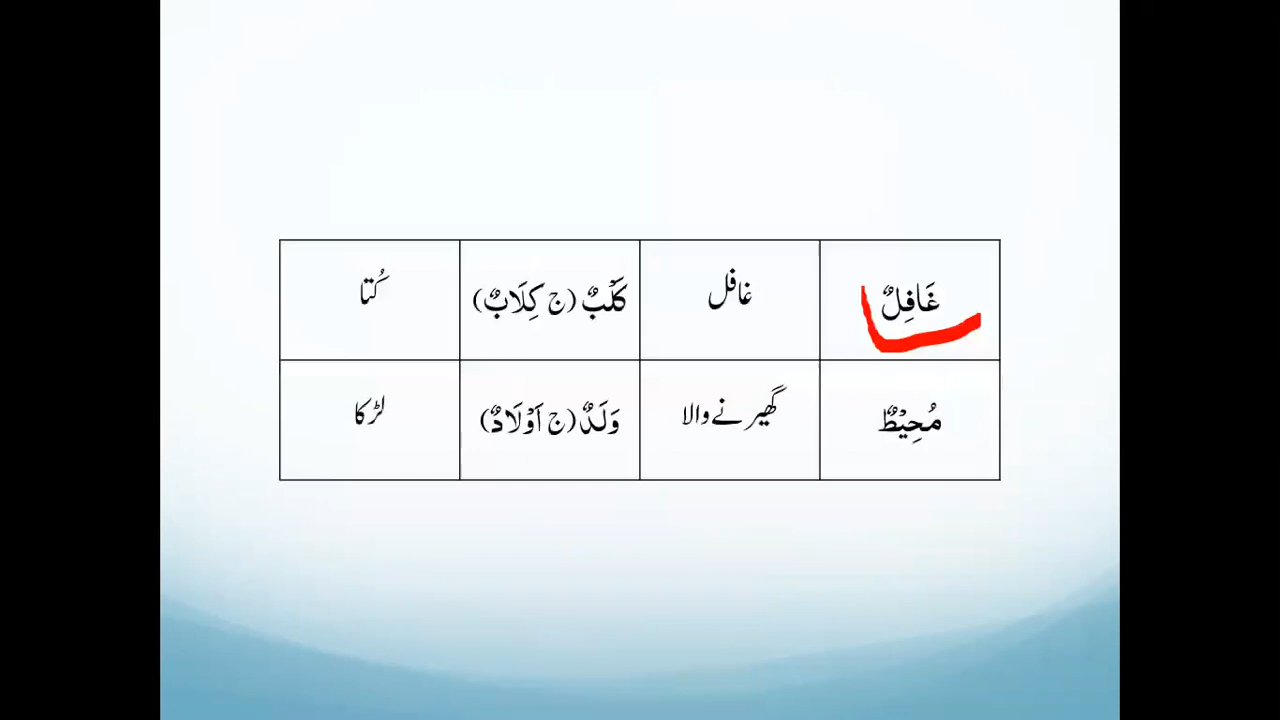 غَافِلٌ غافل كَلْبٌ (ج كِلَابٌ) کُتا
مُحِيْطٌ گھیرنے والا وَلَدٌ (ج اَوْلَادٌ) لڑکا